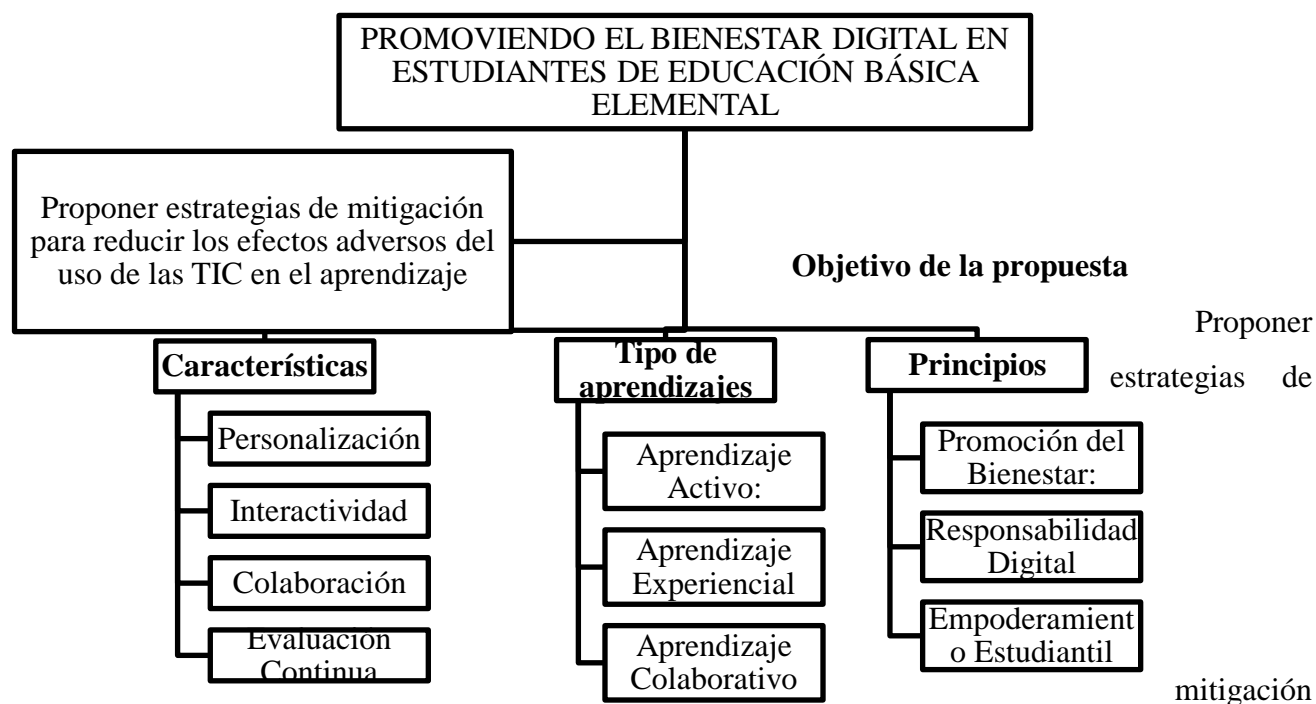 PROMOVIENDO EL BIENESTAR DIGITAL EN
ESTUDIANTES DE EDUCACIÓN BÁSICA
ELEMENTAL
Proponer estrategias de mitigación
para reducir los efectos adversos del
uso de las TIC en el aprendizaje
Objetivo de la propuesta
Proponer
estrategias de
mitigación
Características
Personalización
Interactividad
Colaboración
Evaluación
Continua
Tipo de
aprendizajes
Aprendizaje
Activo:
Aprendizaje
Experiencial
Aprendizaje
Colaborativo
Principios
Promoción del
Bienestar:
Responsabilidad
Digital
Empoderamient
o Estudiantil